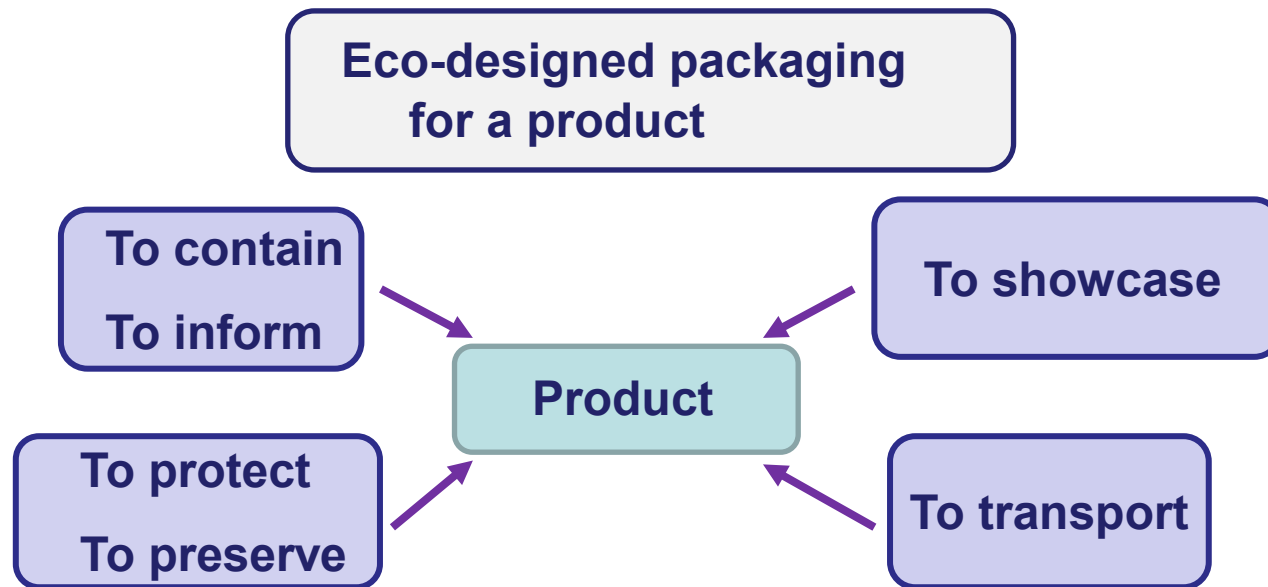 Eco-designed packaging
for a product
To contain
To inform
To showcase
Product
To protect
To preserve
To transport